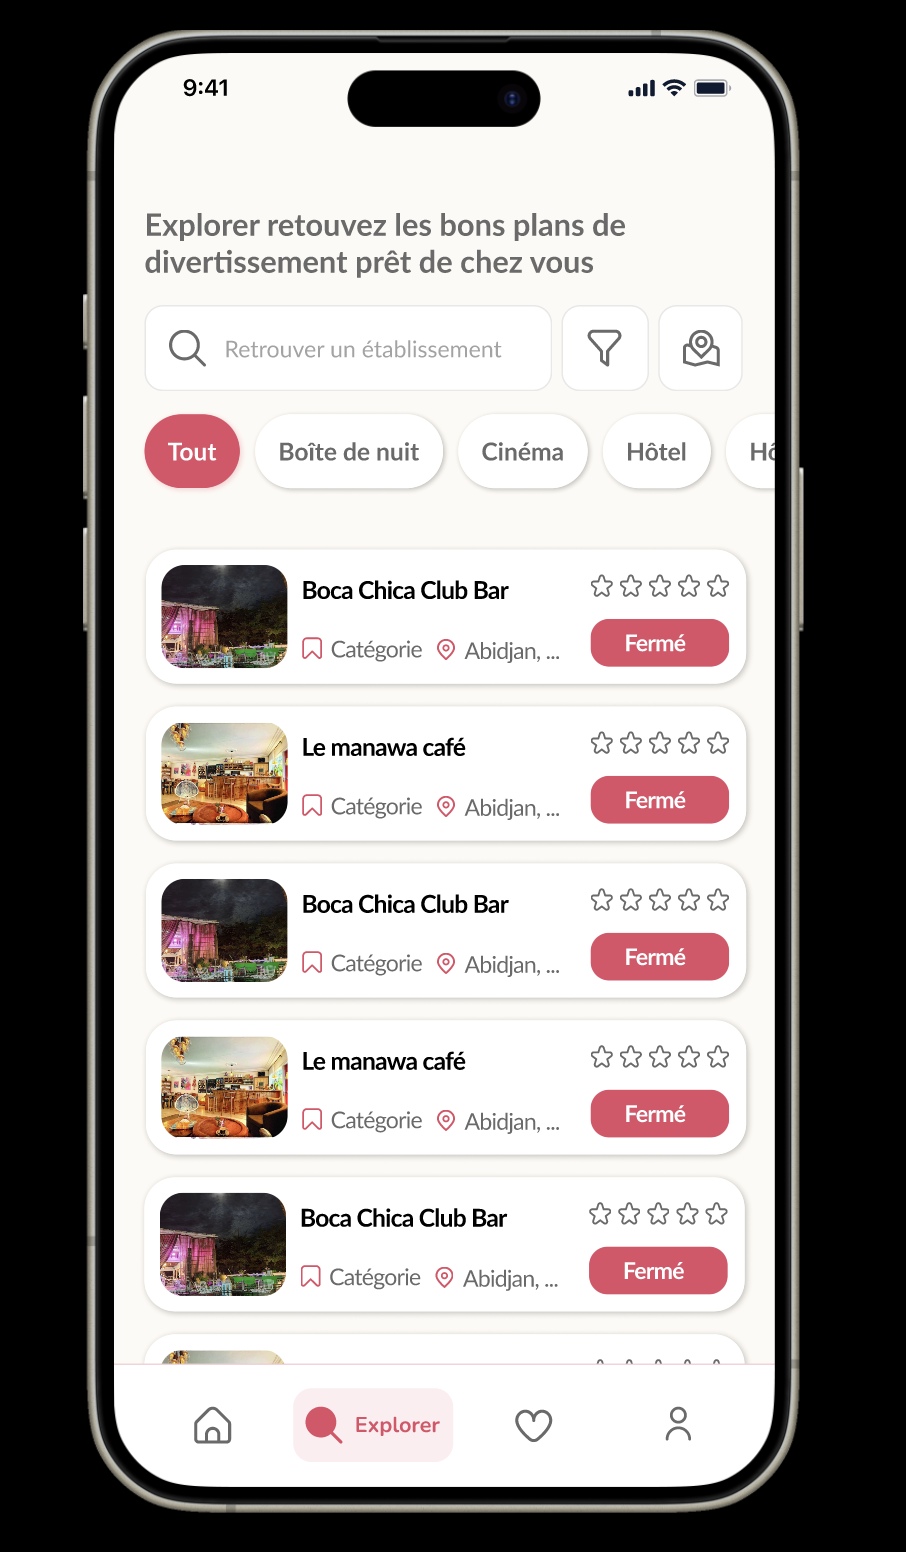 9:41
Explorer retouvez les bons plans de
divertissement prêt de chez vous
Retrouver un établissement
Tout
Boîte de nuit
Cinéma
Hôtel
Hô
Boca Chica Club Bar
Catégorie
Abidjan, ...
Fermé
Le manawa café
Catégorie
Abidjan, ...
Fermé
Boca Chica Club Bar
Catégorie
Abidjan, ...
Fermé
Le manawa café
Catégorie
Abidjan, ...
Fermé
Boca Chica Club Bar
Catégorie
Abidjan, ...
Fermé
Explorer